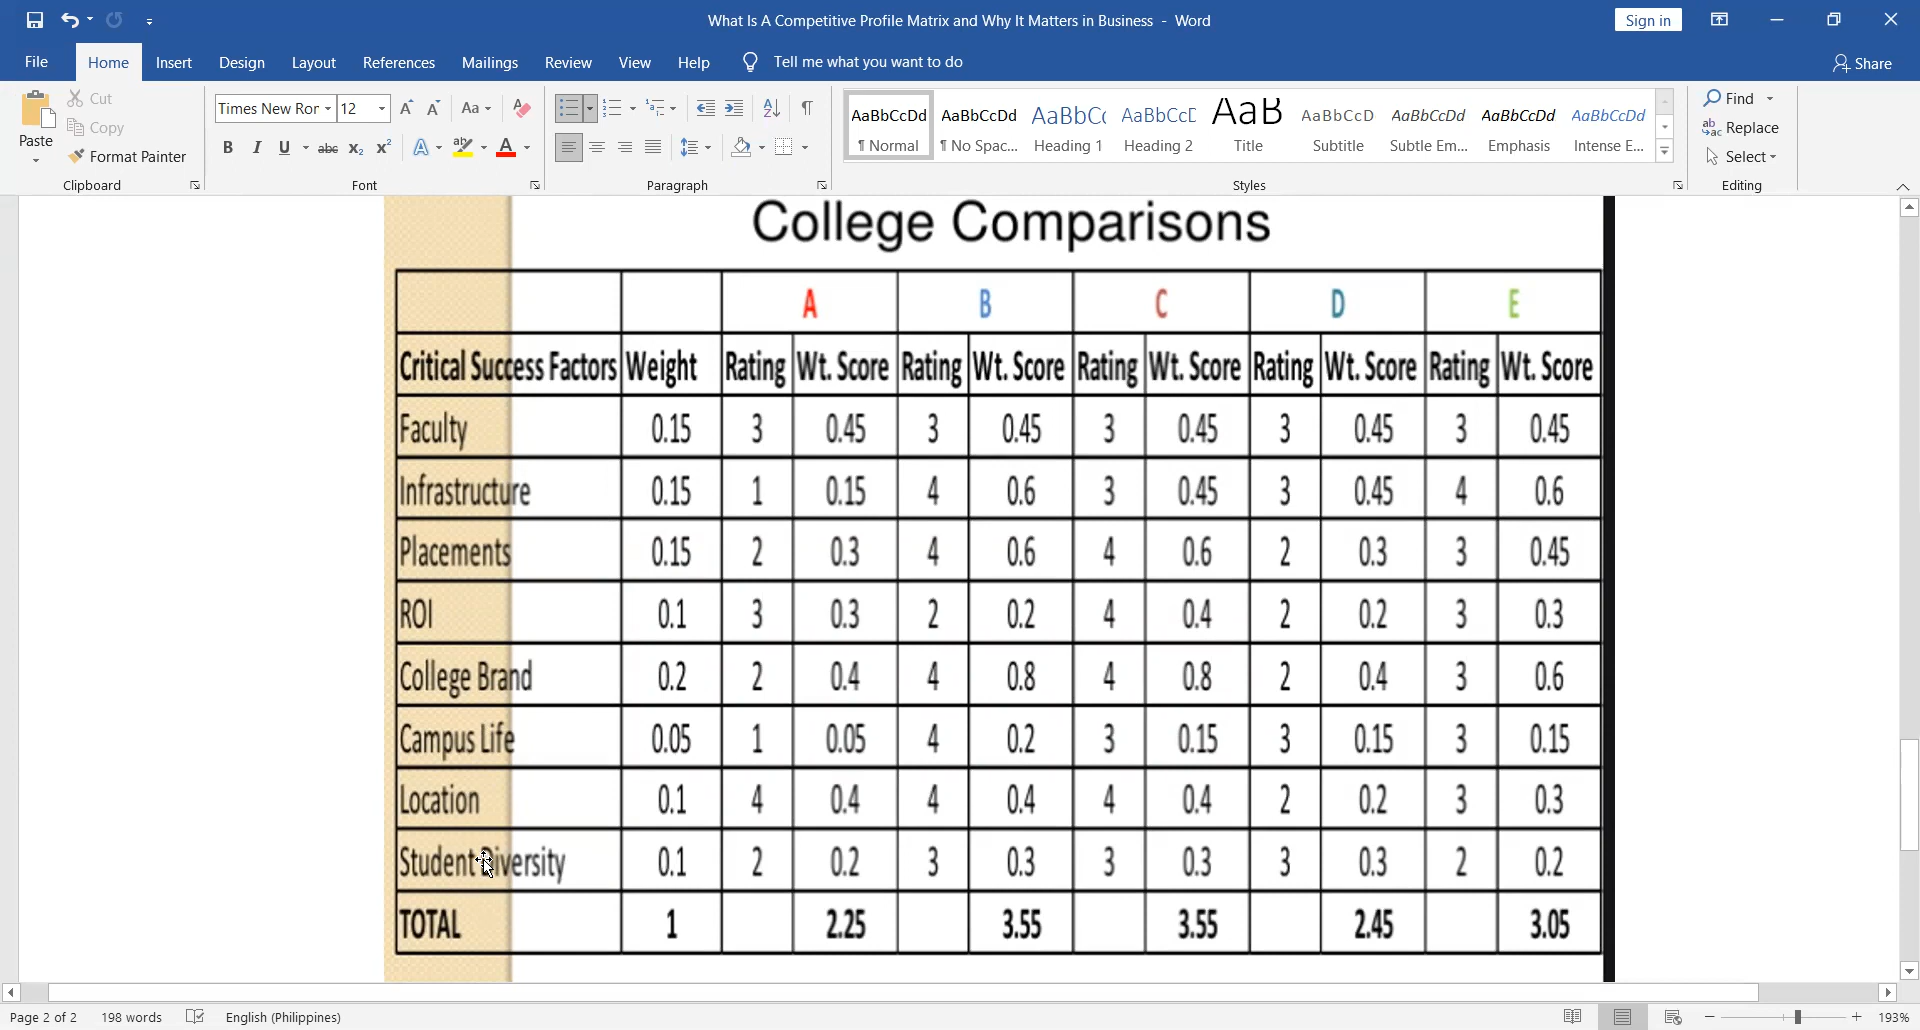 What Is A Competitive Profile Matrix and Why It Matters in Business - Word
Sign in
File Home Insert Design Layout References Mailings Review View Help Tell me what you want to do Share
Paste
Cut
Copy
Format Painter
Clipboard
Times New Ror 12 Aa
B I U abc x₂ x² A ab A
Font
Paragraph
AaBbCcDd AaBbCcDd AaBbCc AaBbCcC AaB AaBbCcD AaBbCcDd AaBbCcDd AaBbCcDd
¶ Normal ¶ No Spac... Heading 1 Heading 2 Title Subtitle Subtle Em... Emphasis Intense E...
Styles
Find
Replace
Select
Editing
College Comparisons
A B C D E
Critical Success Factors Weight Rating Wt. Score Rating Wt. Score Rating Wt. Score Rating Wt. Score Rating Wt. Score
Faculty 0.15 3 0.45 3 0.45 3 0.45 3 0.45 3 0.45
Infrastructure 0.15 1 0.15 4 0.6 3 0.45 3 0.45 4 0.6
Placements 0.15 2 0.3 4 0.6 4 0.6 2 0.3 3 0.45
ROI 0.1 3 0.3 2 0.2 4 0.4 2 0.2 3 0.3
College Brand 0.2 2 0.4 4 0.8 4 0.8 2 0.4 3 0.6
Campus Life 0.05 1 0.05 4 0.2 3 0.15 3 0.15 3 0.15
Location 0.1 4 0.4 4 0.4 4 0.4 2 0.2 3 0.3
Student Diversity 0.1 2 0.2 3 0.3 3 0.3 3 0.3 2 0.2
TOTAL 1 2.25 3.55 3.55 2.45 3.05
Page 2 of 2 198 words English (Philippines) 193%